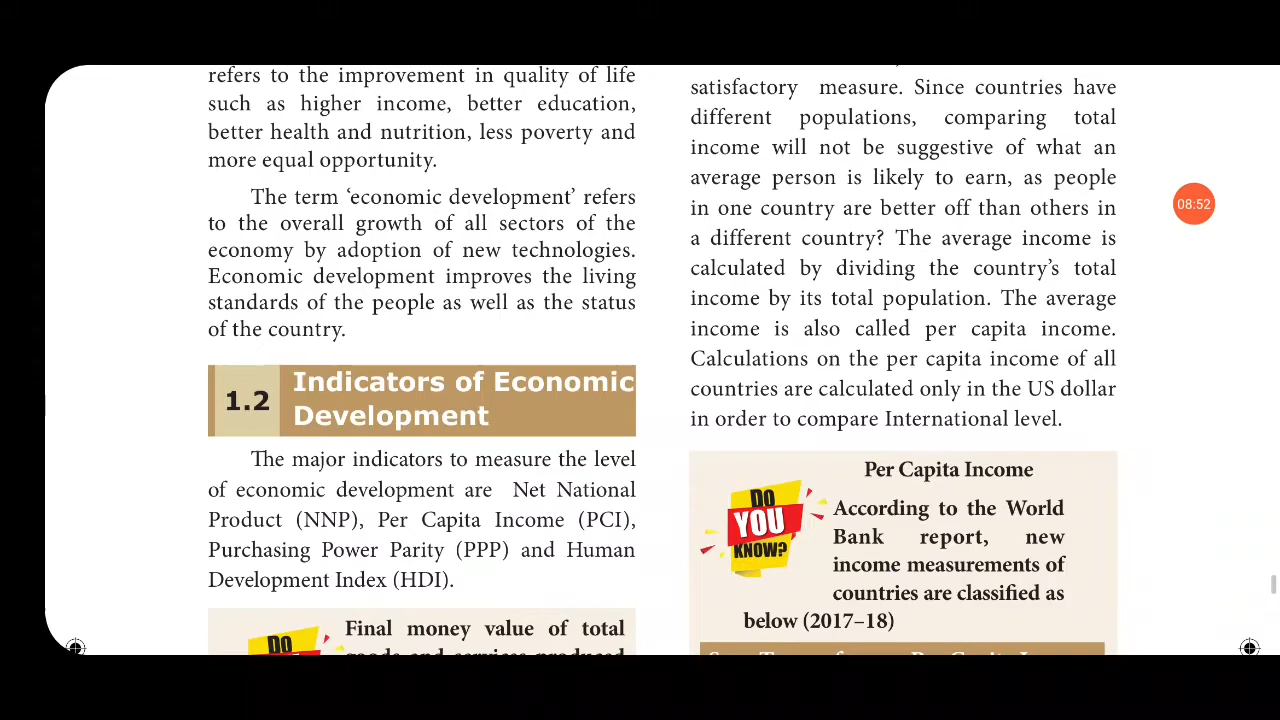 refers to the improvement in quality of life
such as higher income, better education,
better health and nutrition, less poverty and
more equal opportunity.
The term ‘economic development’ refers
to the overall growth of all sectors of the
economy by adoption of new technologies.
Economic development improves the living
standards of the people as well as the status
of the country.
1.2
Indicators of Economic
Development
The major indicators to measure the level
of economic development are Net National
Product (NNP), Per Capita Income (PCI),
Purchasing Power Parity (PPP) and Human
Development Index (HDI).
DO
Final money value of total
goods and services produced
satisfactory measure. Since countries have
different populations, comparing total
income will not be suggestive of what an
average person is likely to earn, as people
in one country are better off than others in
a different country? The average income is
calculated by dividing the country’s total
income by its total population. The average
income is also called per capita income.
Calculations on the per capita income of all
countries are calculated only in the US dollar
in order to compare International level.
Per Capita Income
DO
YOU
KNOW?
According to the World
Bank report, new
income measurements of
countries are classified as
below (2017–18)
08:52